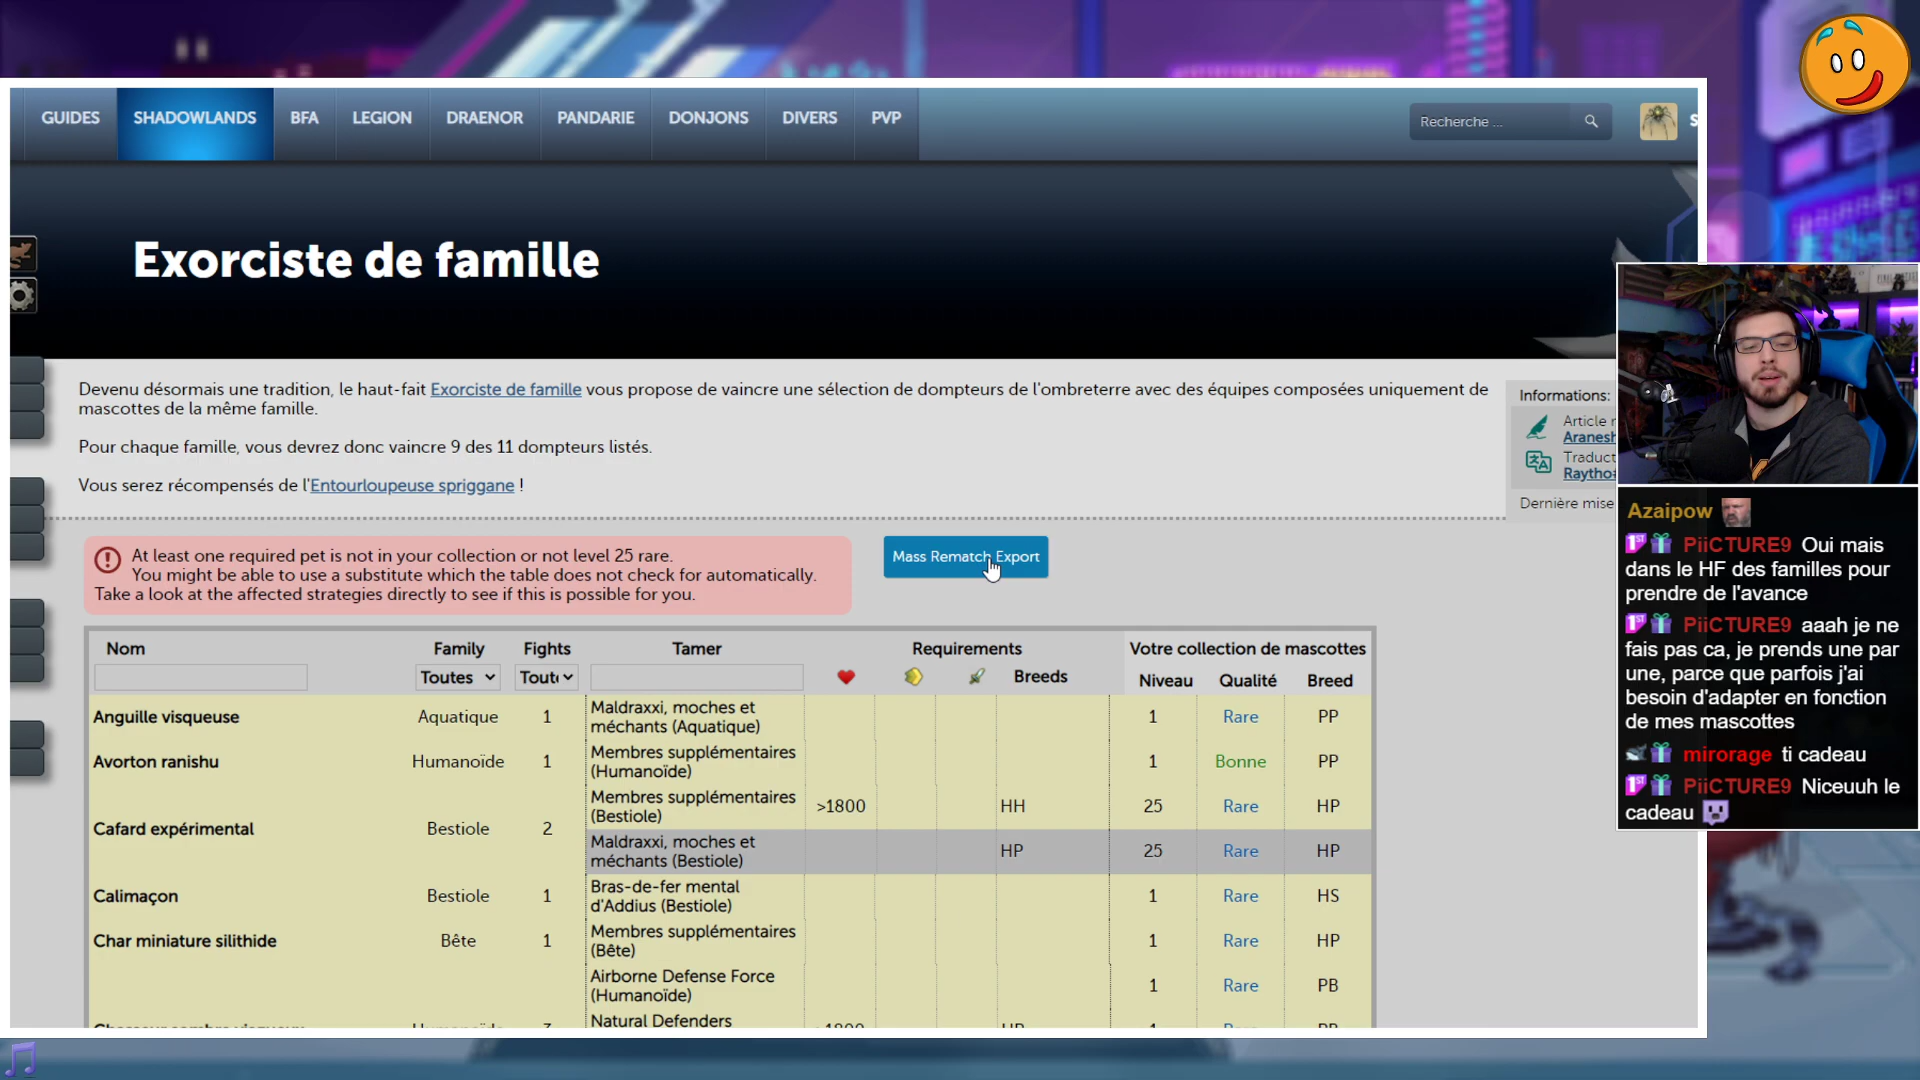 GUIDES SHADOWLANDS BFA LEGION DRAENOR PANDARIE DONJONS DIVERS PVP
Recherche ...
Exorciste de famille
Devenu désormais une tradition, le haut-fait Exorciste de famille vous propose de vaincre une sélection de dompteurs de l'ombreterre avec des équipes composées uniquement de
mascottes de la même famille.
Pour chaque famille, vous devrez donc vaincre 9 des 11 dompteurs listés.
Vous serez récompensés de l'Entourloupeuse spriggane !
Informations:
Article
Aranesh
Traduct
Raytho
Dernière mise
At least one required pet is not in your collection or not level 25 rare.
You might be able to use a substitute which the table does not check for automatically.
Take a look at the affected strategies directly to see if this is possible for you.
Mass Rematch Export
Nom Family Fights Tamer Requirements Votre collection de mascottes
Toutes Tout Breeds Niveau Qualité Breed
Anguille visqueuse Aquatique 1 Maldraxxi, moches et
méchants (Aquatique) 1 Rare PP
Avorton ranishu Humanoïde 1 Membres supplémentaires
(Humanoïde) 1 Bonne PP
Cafard expérimental Bestiole 2 Membres supplémentaires
(Bestiole) >1800 HH 25 Rare HP
Maldraxxi, moches et
méchants (Bestiole) HP 25 Rare HP
Calimaçon Bestiole 1 Bras-de-fer mental
d'Addius (Bestiole) 1 Rare HS
Char miniature silithide Bête 1 Membres supplémentaires
(Bête) 1 Rare HP
Airborne Defense Force
(Humanoïde) 1 Rare PB
Natural Defenders
Azaipow
PiiCTURE9 Oui mais
dans le HF des familles pour
prendre de l'avance
PiiCTURE9 aaah je ne
fais pas ca, je prends une par
une, parce que parfois j'ai
besoin d'adapter en fonction
de mes mascottes
mirorage ti cadeau
PiiCTURE9 Niceuuh le
cadeau